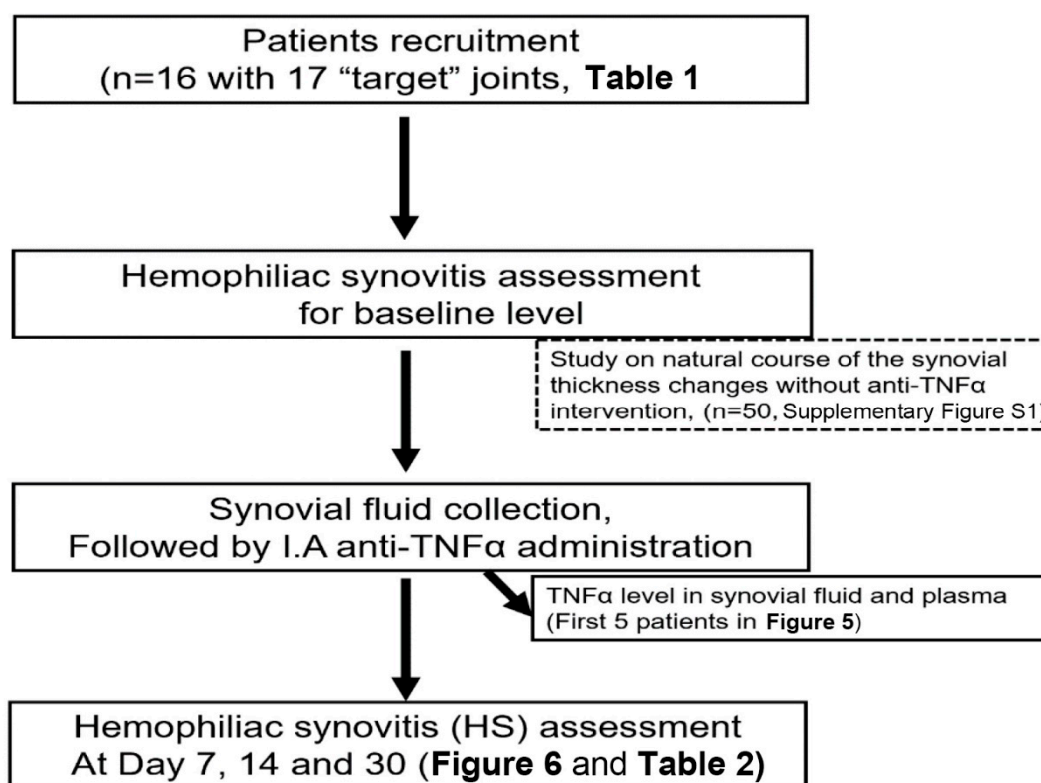 Patients recruitment
(n=16 with 17 “target” joints, Table 1
Hemophiliac synovitis assessment
for baseline level
Study on natural course of the synovial
thickness changes without anti-TNFα
intervention, (n=50, Supplementary Figure S1)
Synovial fluid collection,
Followed by I.A anti-TNFα administration
TNFα level in synovial fluid and plasma
(First 5 patients in Figure 5)
Hemophiliac synovitis (HS) assessment
At Day 7, 14 and 30 (Figure 6 and Table 2)